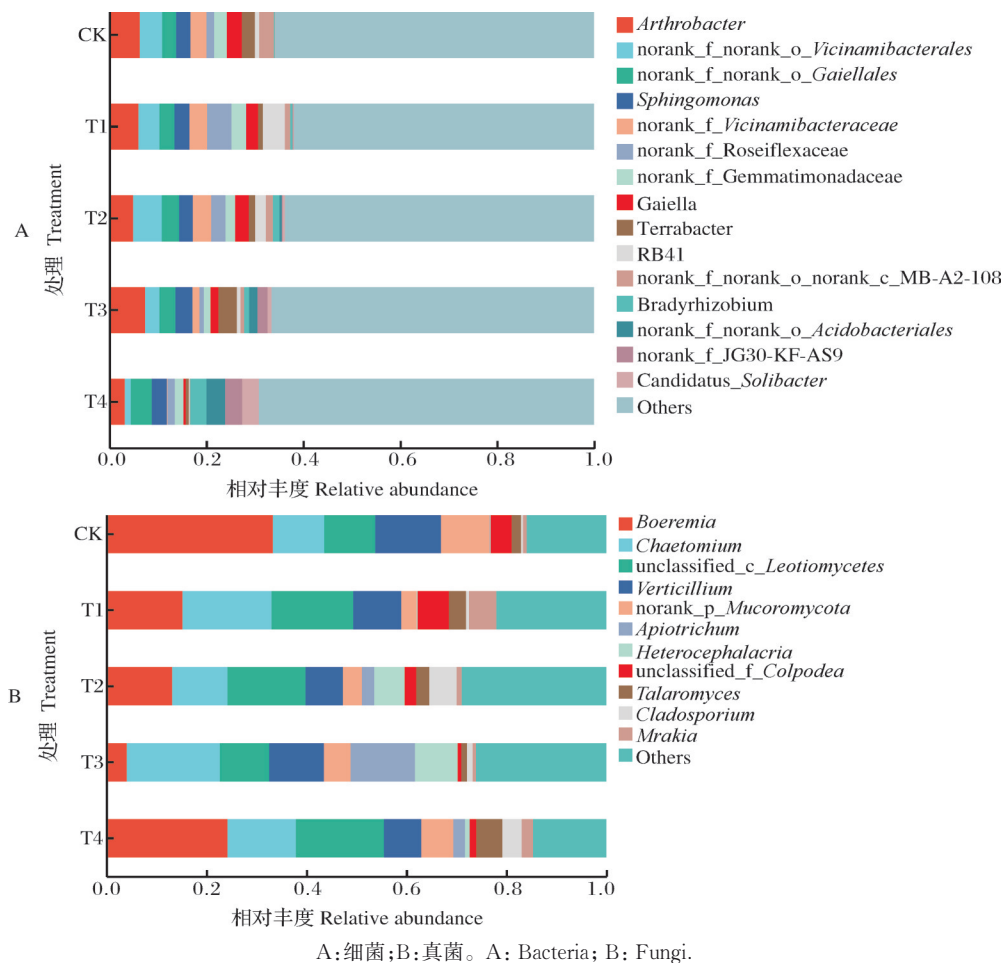 A
处理 Treatment
CK
T1
T2
T3
T4
0.0 0.2 0.4 0.6 0.8 1.0
相对丰度 Relative abundance
Arthrobacter
norank_f_norank_o_Vicinamibacterales
norank_f_norank_o_Gaiellales
Sphingomonas
norank_f_Vicinamibacteraceae
norank_f_Roseiflexaceae
norank_f_Gemmatimonadaceae
Gaiella
Terrabacter
RB41
norank_f_norank_o_norank_c_MB-A2-108
Bradyrhizobium
norank_f_norank_o_Acidobacteriales
norank_f_JG30-KF-AS9
Candidatus_Solibacter
Others
B
处理 Treatment
CK
T1
T2
T3
T4
0.0 0.2 0.4 0.6 0.8 1.0
相对丰度 Relative abundance
Boeremia
Chaetomium
unclassified_c_Leotiomycetes
Verticillium
norank_p_Mucoromycota
Apiotrichum
Heterocephalacria
unclassified_f_Colpodea
Talaromyces
Cladosporium
Mrakia
Others
A:细菌;B:真菌。A: Bacteria; B: Fungi.